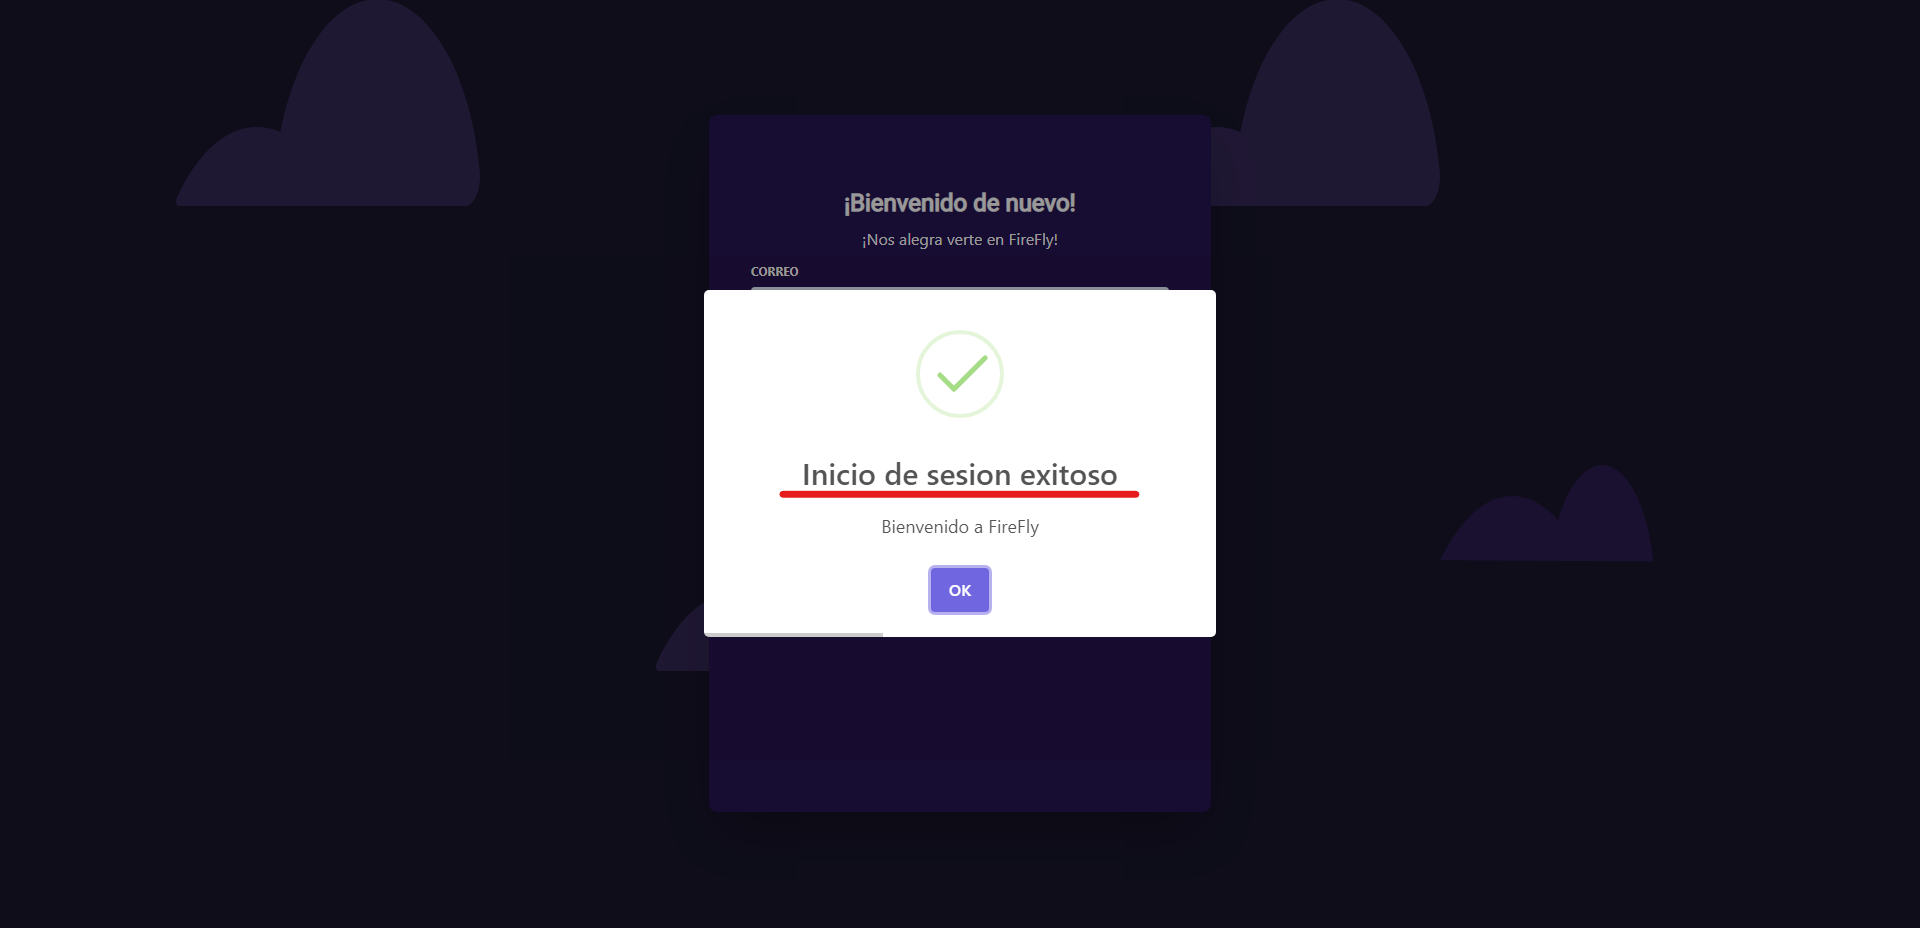 ¡Bienvenido de nuevo!
¡Nos alegra verte en FireFly!
CORREO
Inicio de sesion exitoso
Bienvenido a FireFly
OK